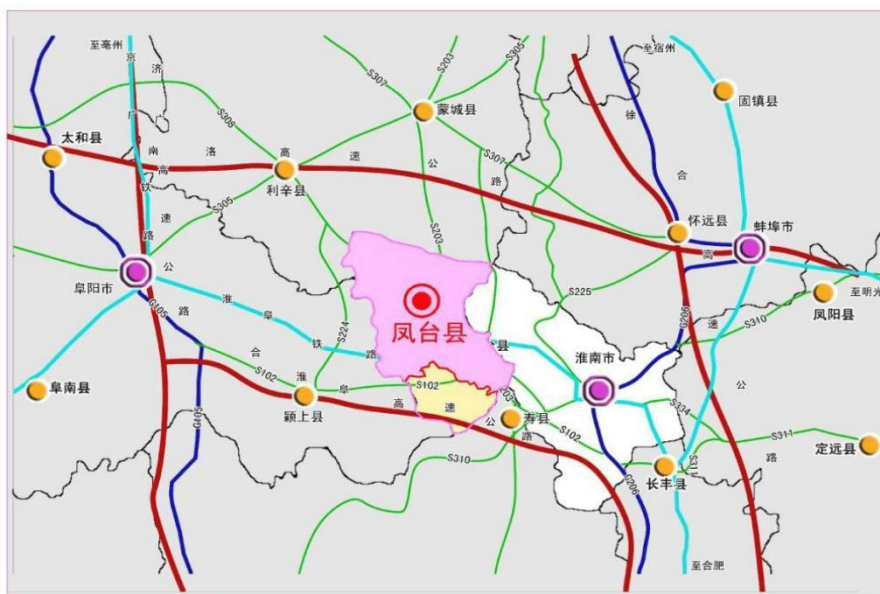 至亳州
S203
S305
至宿州
京
济
S307
固镇县
蒙城县
广
S308
徐
太和县
南
洛
高
速
公
S307
合
高
铁
利辛县
路
S305
怀远县
蚌埠市
速
路
S203
高
阜阳市
公
至明光
G105
路
淮
阜
S225
凤阳县
凤台县
G206
速
S310
S224
铁
路
县
淮南市
合
淮
阜
S102
S102
公
阜南县
G105
颍上县
高
速
公
203
寿县
S334
路
S102
S311
定远县
路
S310
S311
长丰县
G206
至合肥